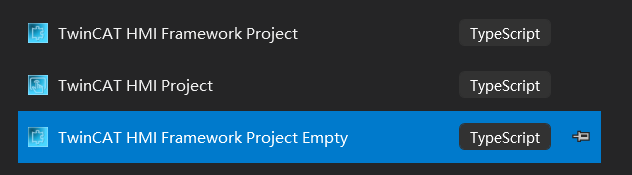 TwinCAT HMI Framework Project TypeScript
TwinCAT HMI Project TypeScript
TwinCAT HMI Framework Project Empty TypeScript